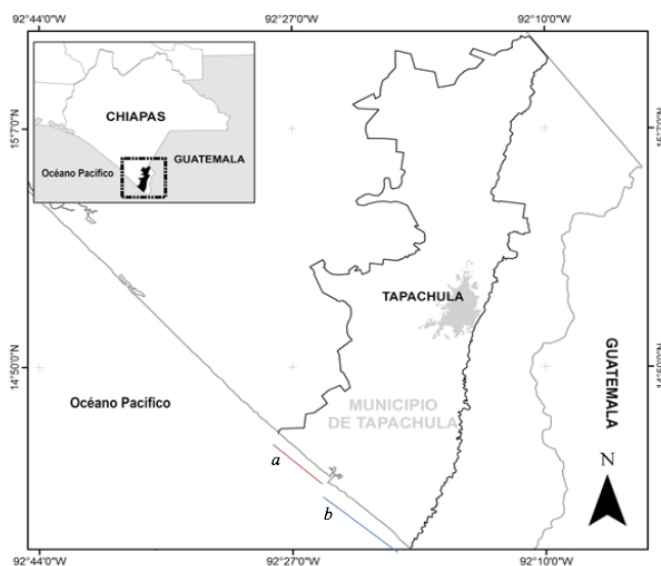 92°44'0"W 92°27'0"W 92°10'0"W
CHIAPAS
15°7'0"N
GUATEMALA
Océano Pacífico
TAPACHULA
14°50'0"N
GUATEMALA
Océano Pacífico
MUNICIPIO
DE TAPACHULA
N
a
b
92°44'0"W 92°27'0"W 92°10'0"W